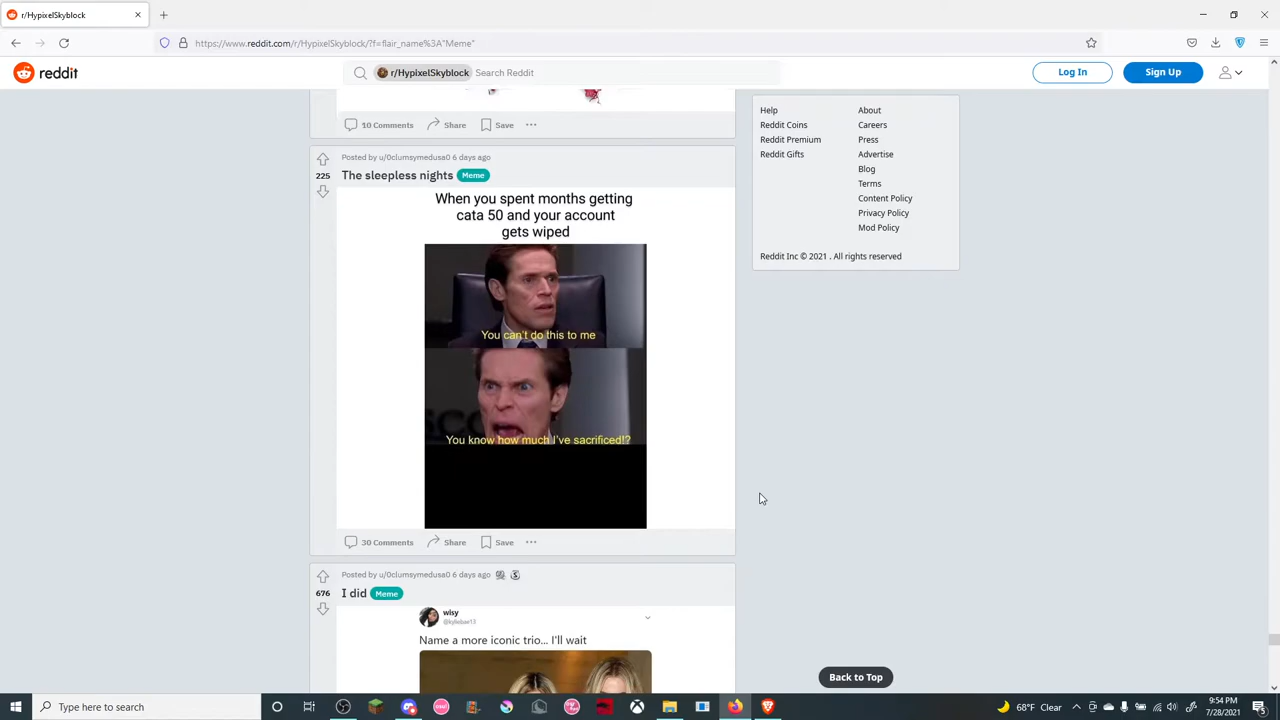 r/HypixelSkyblock
https://www.reddit.com/r/HypixelSkyblock/?f=flair_name%3A"Meme"
reddit
r/HypixelSkyblock Search Reddit
Log In
Sign Up
10 Comments Share Save
Help
About
Reddit Coins
Careers
Reddit Premium
Press
Reddit Gifts
Advertise
Blog
Terms
Content Policy
Privacy Policy
Mod Policy
Reddit Inc © 2021 . All rights reserved
Posted by u/0clumsymedusa0 6 days ago
225
The sleepless nights Meme
When you spent months getting
cata 50 and your account
gets wiped
You can't do this to me
You know how much I've sacrificed!?
30 Comments Share Save
Posted by u/0clumsymedusa0 6 days ago
676
I did Meme
wisy
@kyliebae13
Name a more iconic trio... I'll wait
Back to Top
Type here to search
68°F Clear
9:54 PM
7/28/2021
5